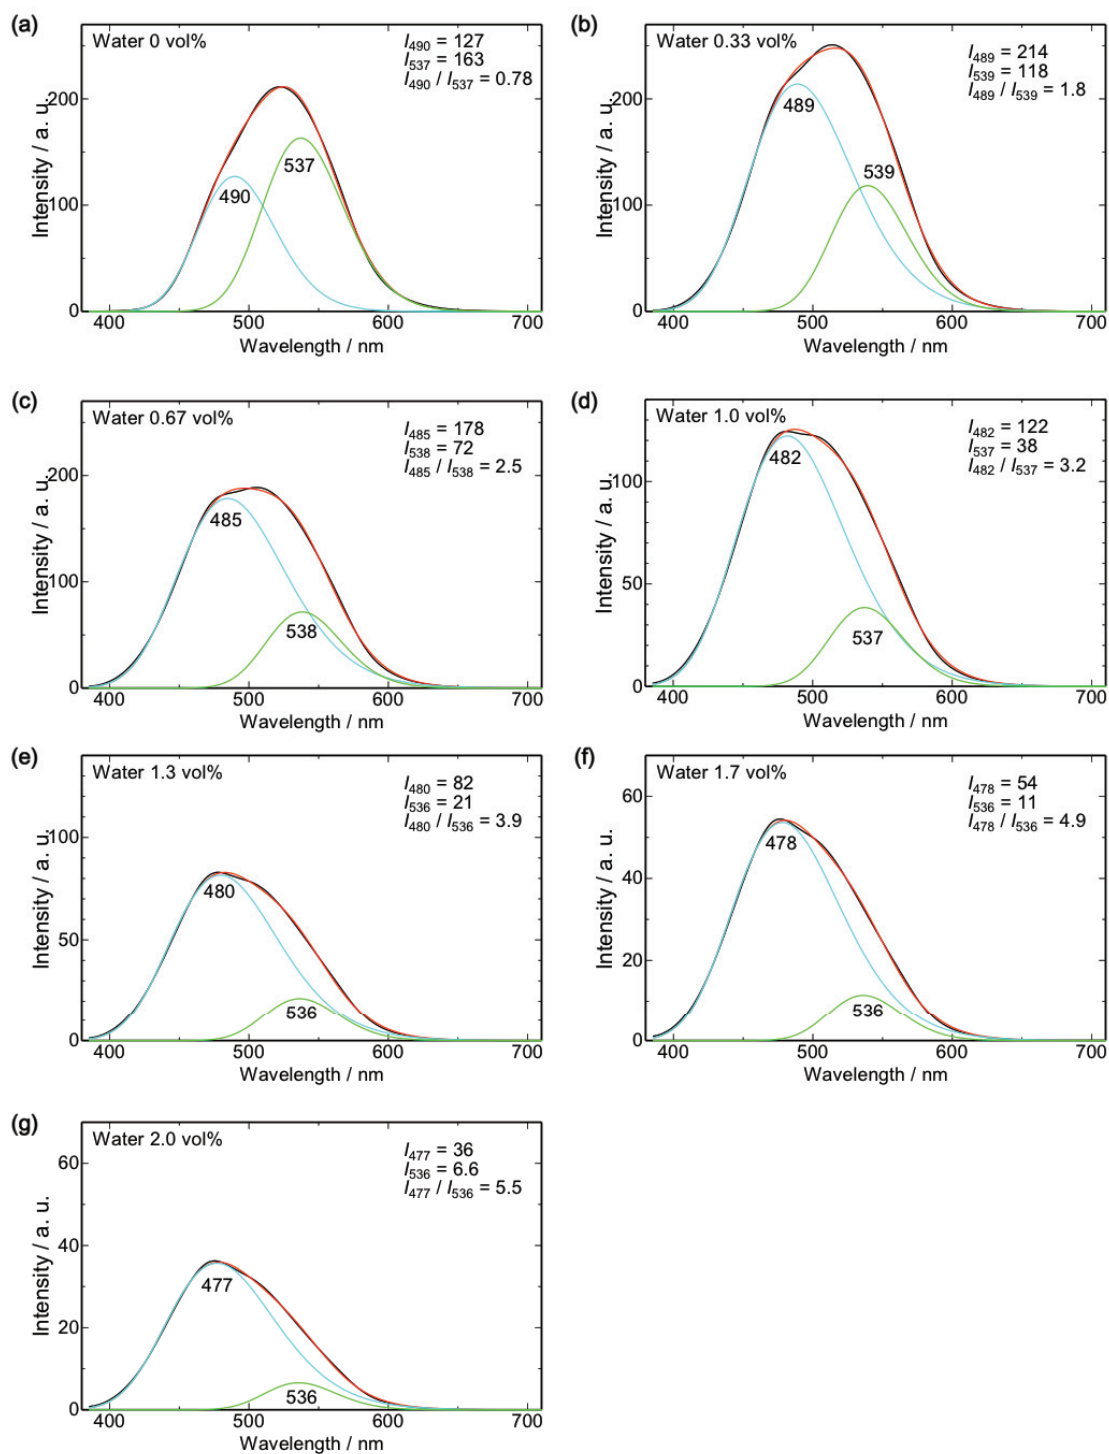 (a)
Water 0 vol%
I490 = 127
I537 = 163
I490 / I537 = 0.78
200
100
0
490
537
400 500 600 700
Wavelength / nm
Intensity / a. u.
(b)
Water 0.33 vol%
I489 = 214
I539 = 118
I489 / I539 = 1.8
200
100
0
489
539
400 500 600 700
Wavelength / nm
Intensity / a. u.
(c)
Water 0.67 vol%
I485 = 178
I538 = 72
I485 / I538 = 2.5
200
100
0
485
538
400 500 600 700
Wavelength / nm
Intensity / a. u.
(d)
Water 1.0 vol%
I482 = 122
I537 = 38
I482 / I537 = 3.2
100
50
0
482
537
400 500 600 700
Wavelength / nm
Intensity / a. u.
(e)
Water 1.3 vol%
I480 = 82
I536 = 21
I480 / I536 = 3.9
100
50
0
480
536
400 500 600 700
Wavelength / nm
Intensity / a. u.
(f)
Water 1.7 vol%
I478 = 54
I536 = 11
I478 / I536 = 4.9
60
40
20
0
478
536
400 500 600 700
Wavelength / nm
Intensity / a. u.
(g)
Water 2.0 vol%
I477 = 36
I536 = 6.6
I477 / I536 = 5.5
60
40
20
0
477
536
400 500 600 700
Wavelength / nm
Intensity / a. u.